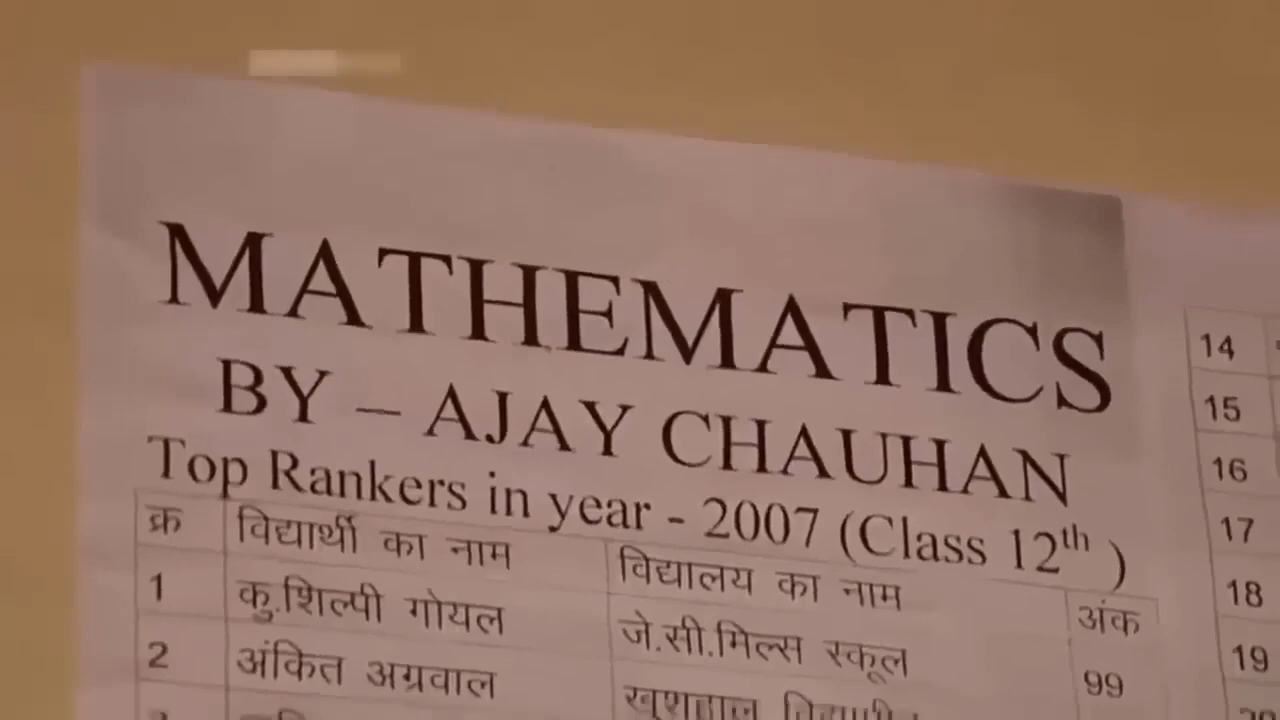 MATHEMATICS
BY – AJAY CHAUHAN
Top Rankers in year - 2007 (Class 12th )
क्र विद्यार्थी का नाम विद्यालय का नाम अंक
1 कु.शिल्पी गोयल जे.सी.मिल्स स्कूल 99
2 अंकित अग्रवाल
14
15
16
17
18
19